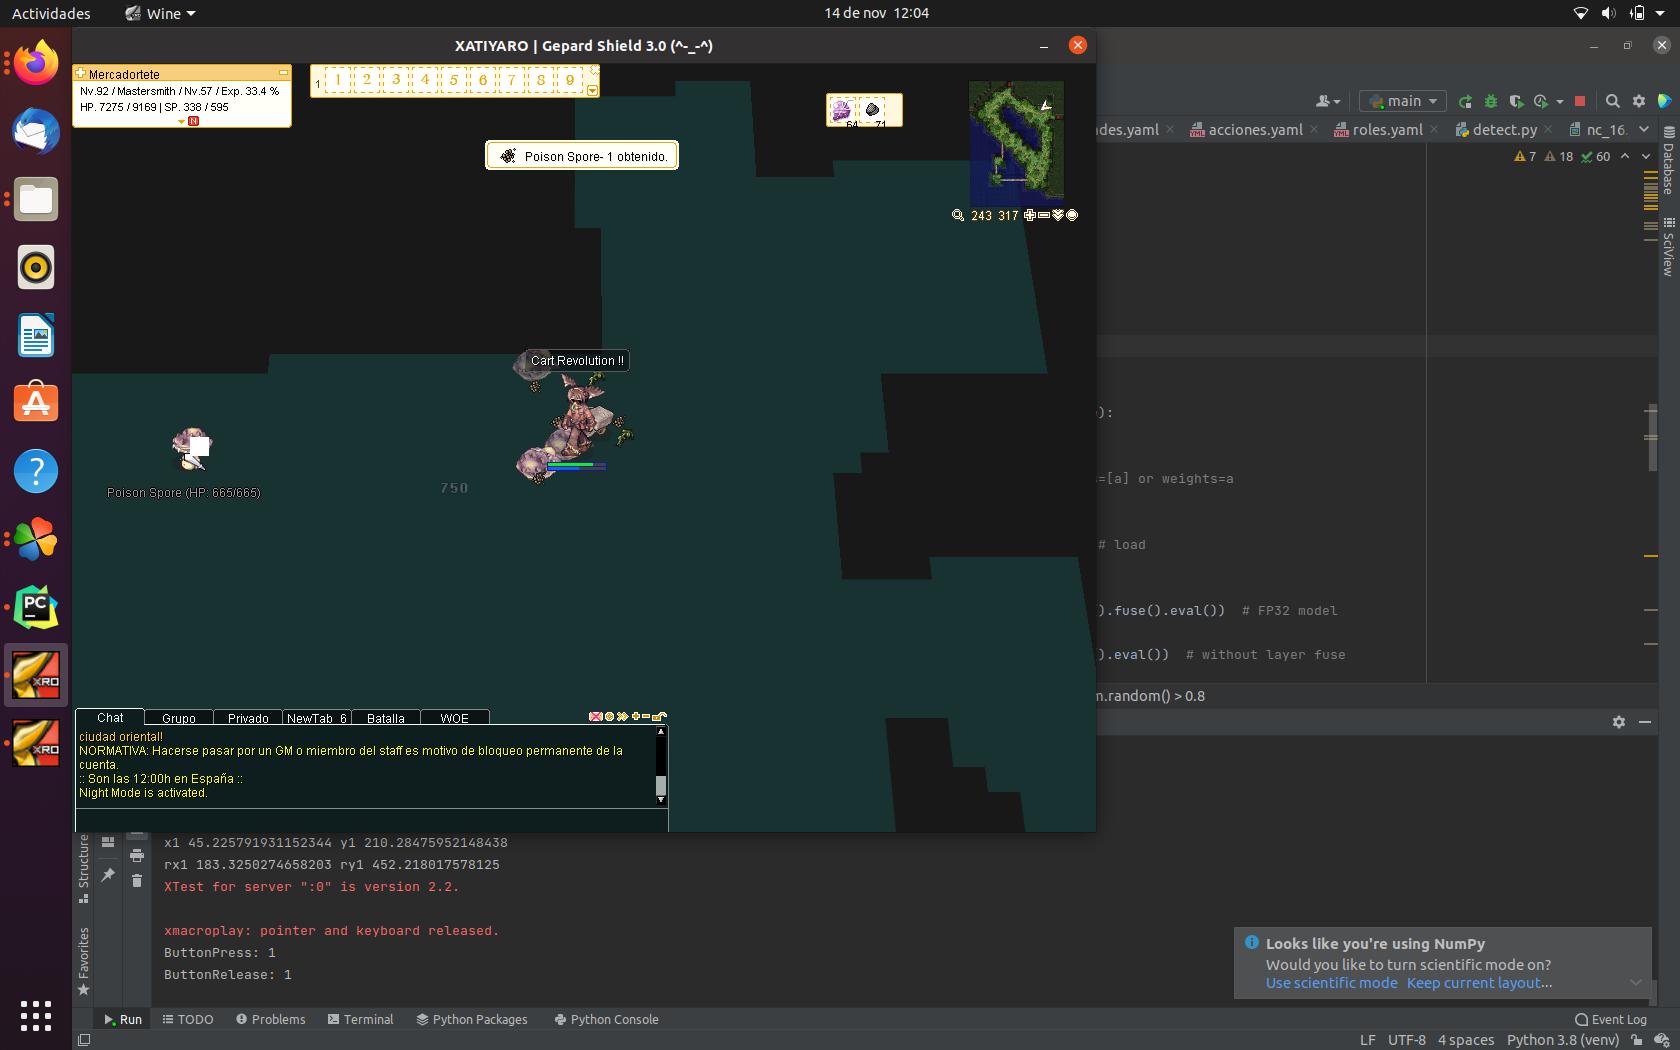 Actividades
Wine
14 de nov 12:04
XATIYARO | Gepard Shield 3.0 (^-_-^)
Mercadortete
Nv.92 / Mastersmith / Nv.57 / Exp. 33.4 %
HP. 7275 / 9169 | SP. 338 / 595
N
1 1 2 3 4 5 6 7 8 9
64 71
Poison Spore- 1 obtenido.
243 317
Cart Revolution !!
Poison Spore (HP: 665/665)
750
Chat Grupo Privado NewTab_6 Batalla WOE
ciudad oriental!
NORMATIVA: Hacerse pasar por un GM o miembro del staff es motivo de bloqueo permanente de la
cuenta.
:: Son las 12:00h en España ::
Night Mode is activated.
main
des.yaml acciones.yaml roles.yaml detect.py nc_16.
7 18 60
Database
SciView
):
=[a] or weights=a
# load
).fuse().eval()) # FP32 model
).eval()) # without layer fuse
m.random() > 0.8
PC
XRO
XRO
Structure
Favorites
x1 45.225791931152344 y1 210.28475952148438
rx1 183.3250274658203 ry1 452.218017578125
XTest for server ":0" is version 2.2.
xmacroplay: pointer and keyboard released.
ButtonPress: 1
ButtonRelease: 1
Looks like you're using NumPy
Would you like to turn scientific mode on?
Use scientific mode Keep current layout...
Run TODO Problems Terminal Python Packages Python Console Event Log
LF UTF-8 4 spaces Python 3.8 (venv)